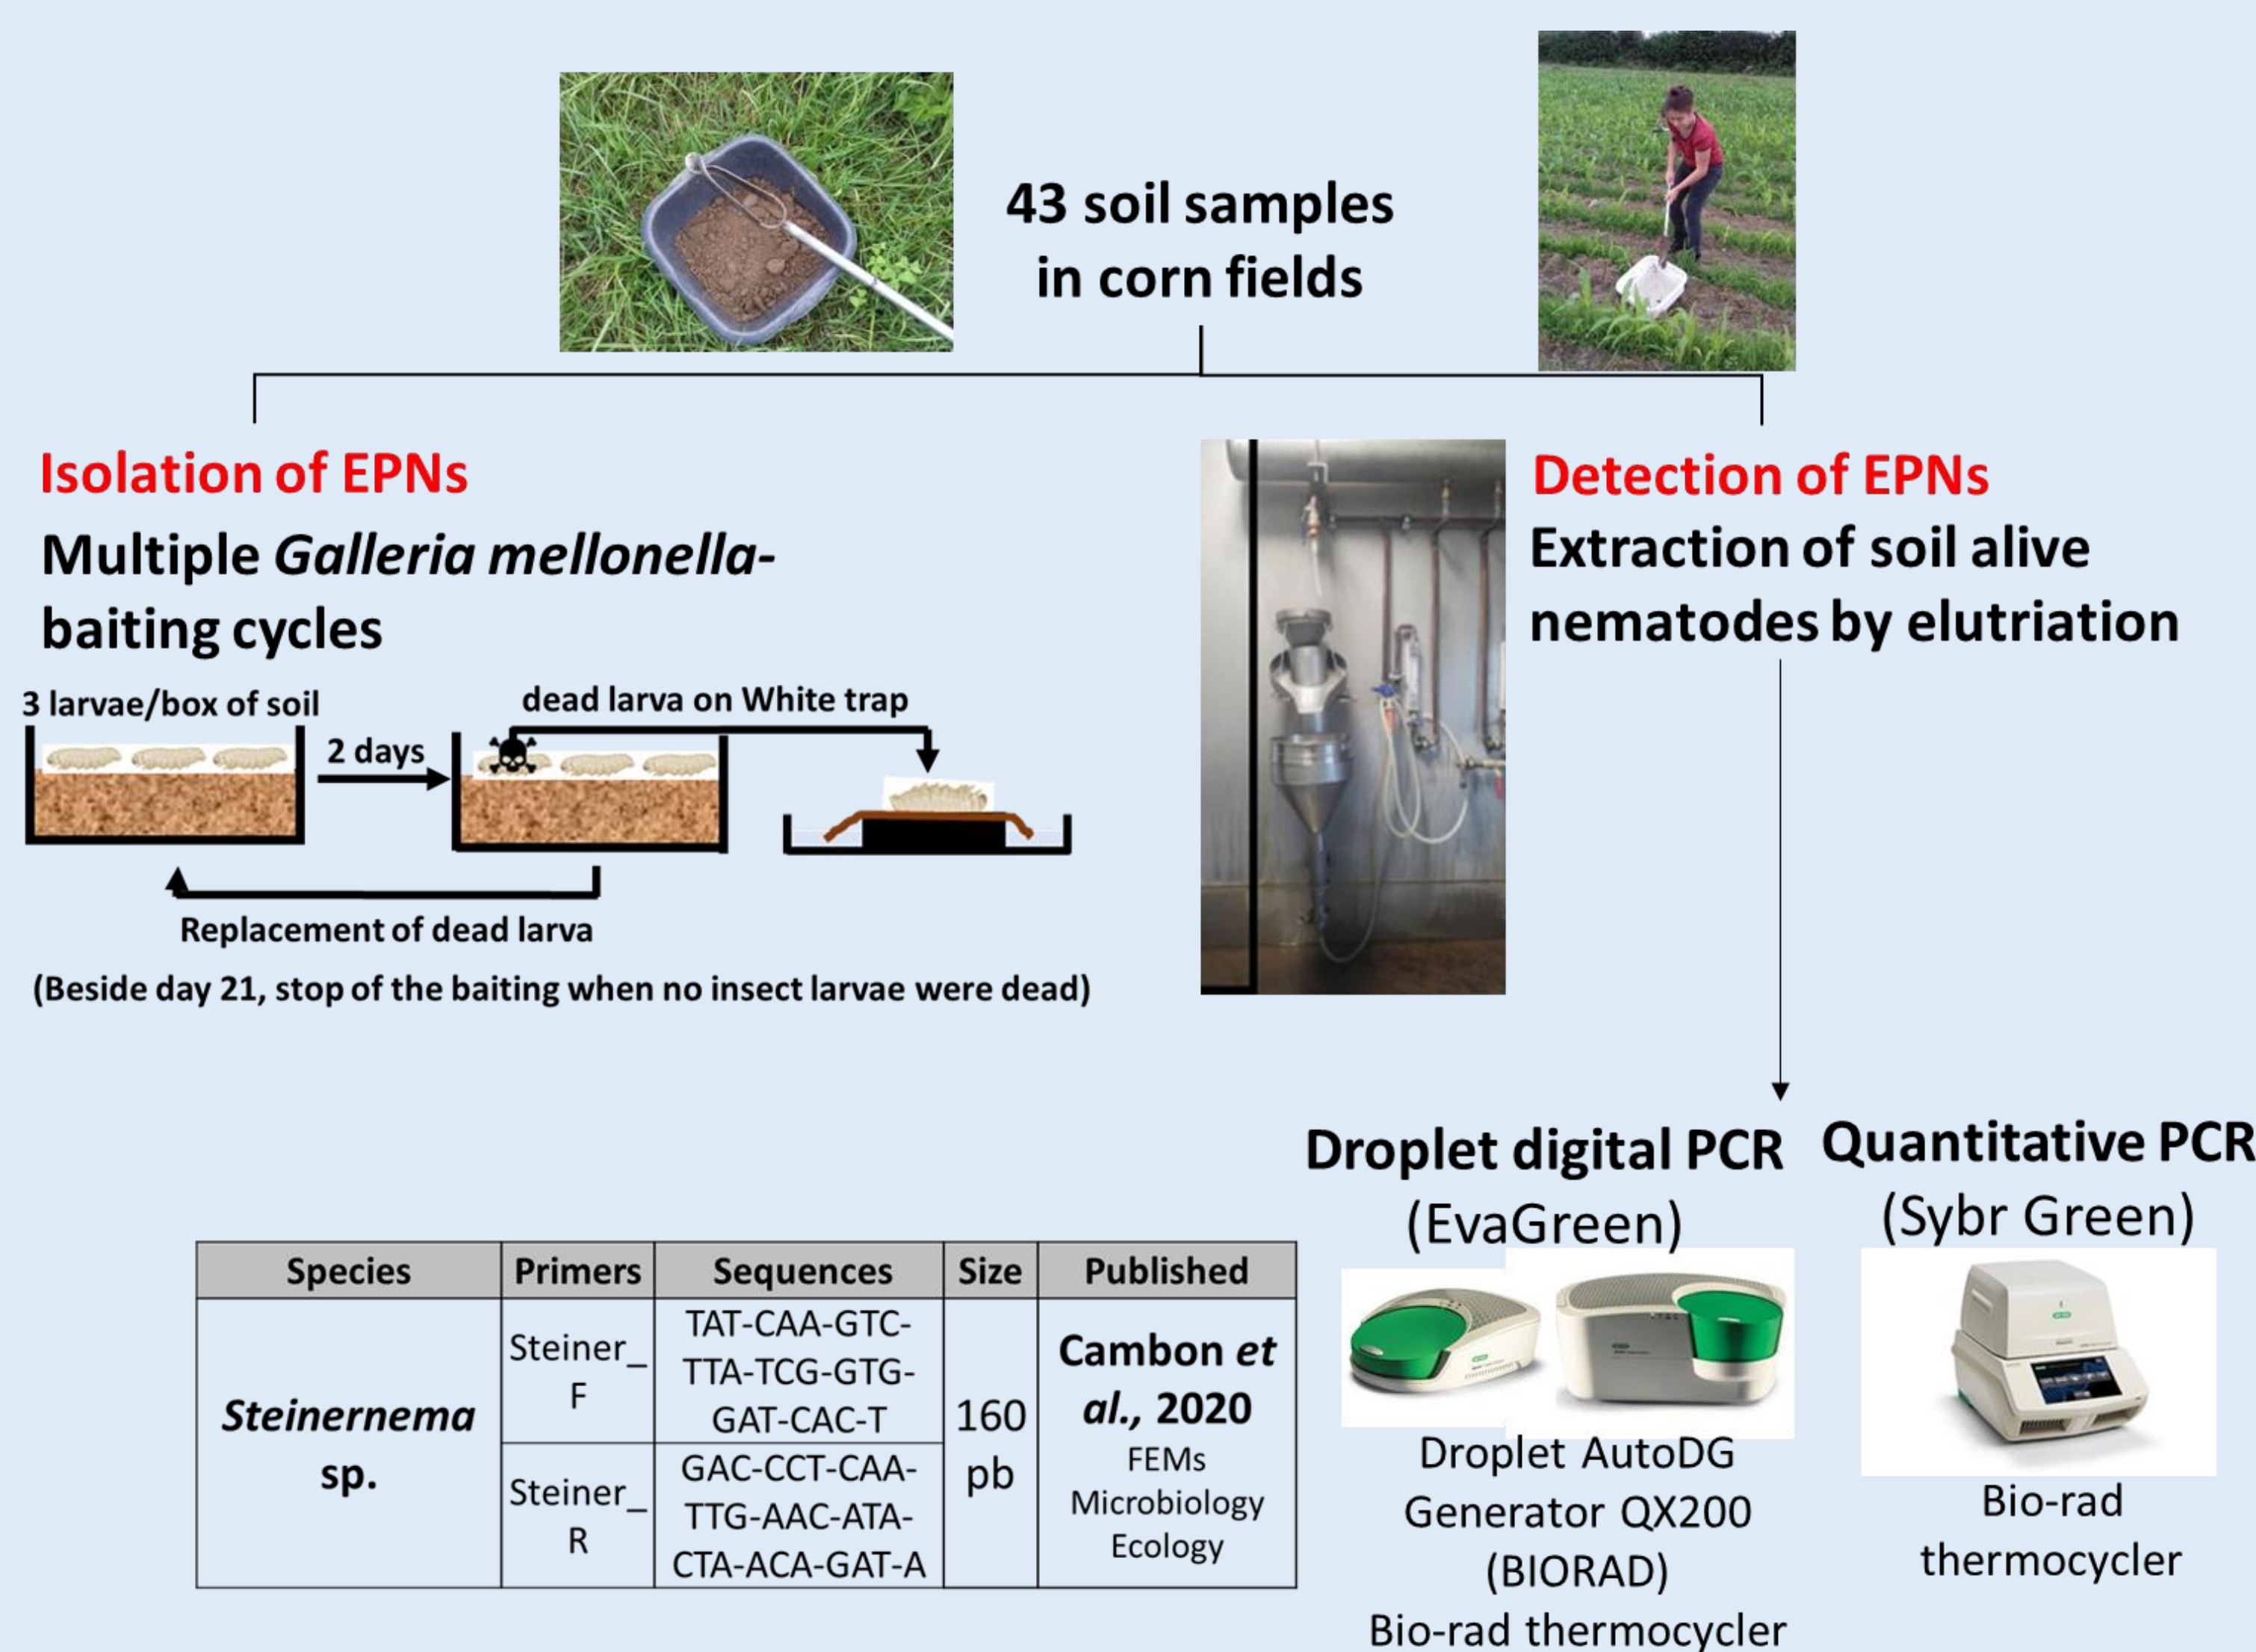 43 soil samples
in corn fields
Isolation of EPNs
Multiple Galleria mellonella-
baiting cycles
3 larvae/box of soil
2 days
dead larva on White trap
Replacement of dead larva
(Beside day 21, stop of the baiting when no insect larvae were dead)
Detection of EPNs
Extraction of soil alive
nematodes by elutriation
Droplet digital PCR
(EvaGreen)
Droplet AutoDG
Generator QX200
(BIORAD)
Bio-rad thermocycler
Quantitative PCR
(Sybr Green)
Bio-rad
thermocycler
Species Primers Sequences Size Published
Steinernema
sp.
Steiner_
F
TAT-CAA-GTC-
TTA-TCG-GTG-
GAT-CAC-T
Steiner_
R
GAC-CCT-CAA-
TTG-AAC-ATA-
CTA-ACA-GAT-A
160
pb
Cambon et
al., 2020
FEMs
Microbiology
Ecology